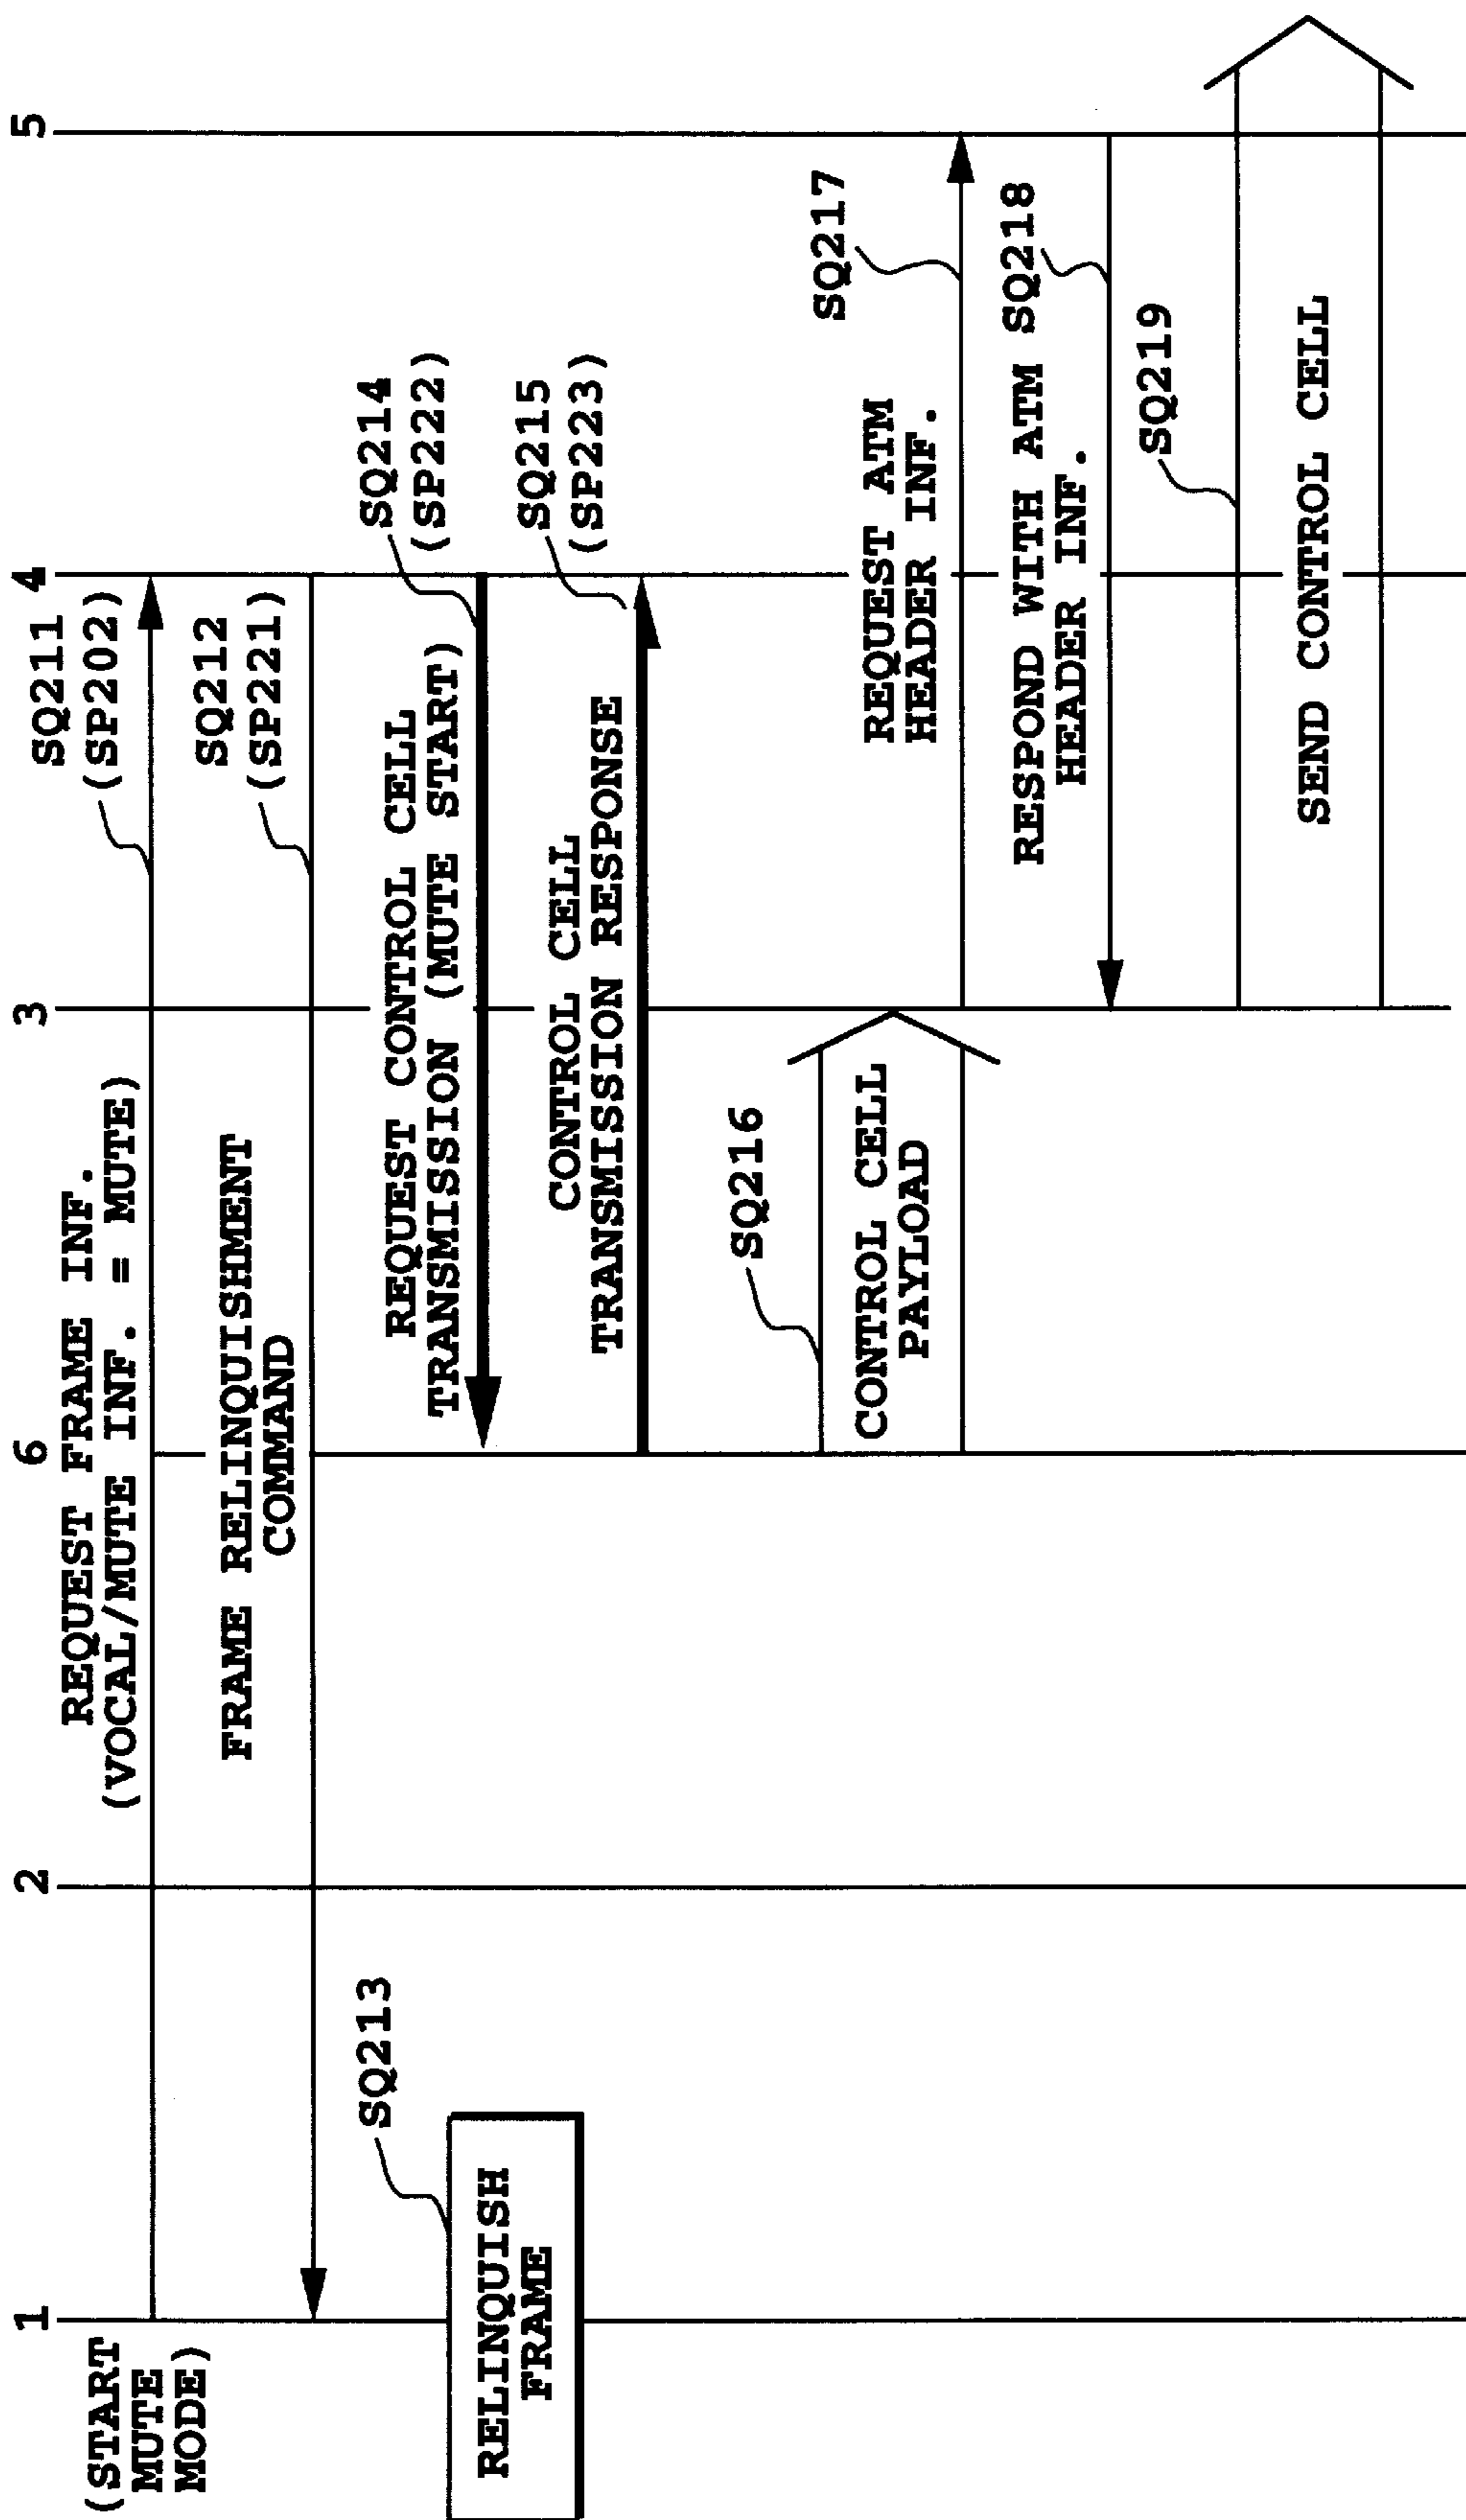 1
2
6
3
4
5
(START
MUTE
MODE)
REQUEST FRAME INF.
(VOCAL/MUTE INF. = MUTE)
SQ211
(SP202)
FRAME RELINQUISHMENT
COMMAND
SQ212
(SP221)
RELINQUISH
FRAME
SQ213
REQUEST CONTROL CELL
TRANSMISSION (MUTE START)
SQ214
(SP222)
CONTROL CELL
TRANSMISSION RESPONSE
SQ215
(SP223)
SQ216
CONTROL CELL
PAYLOAD
REQUEST ATM
HEADER INF.
SQ217
RESPOND WITH ATM
HEADER INF.
SQ218
SQ219
SEND CONTROL CELL